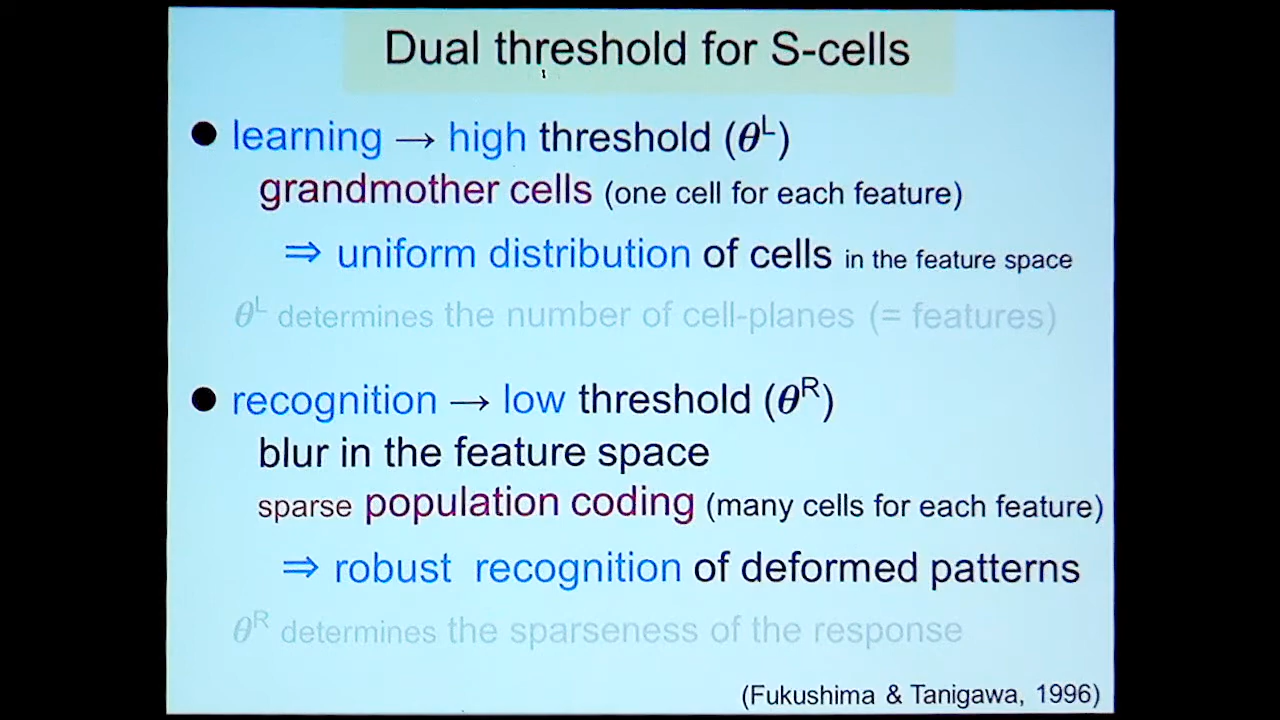 Dual threshold for S-cells
● learning → high threshold (θᴸ)
grandmother cells (one cell for each feature)
⇒ uniform distribution of cells in the feature space
θᴸ determines the number of cell-planes (= features)
● recognition → low threshold (θᴿ)
blur in the feature space
sparse population coding (many cells for each feature)
⇒ robust recognition of deformed patterns
θᴿ determines the sparseness of the response
(Fukushima & Tanigawa, 1996)